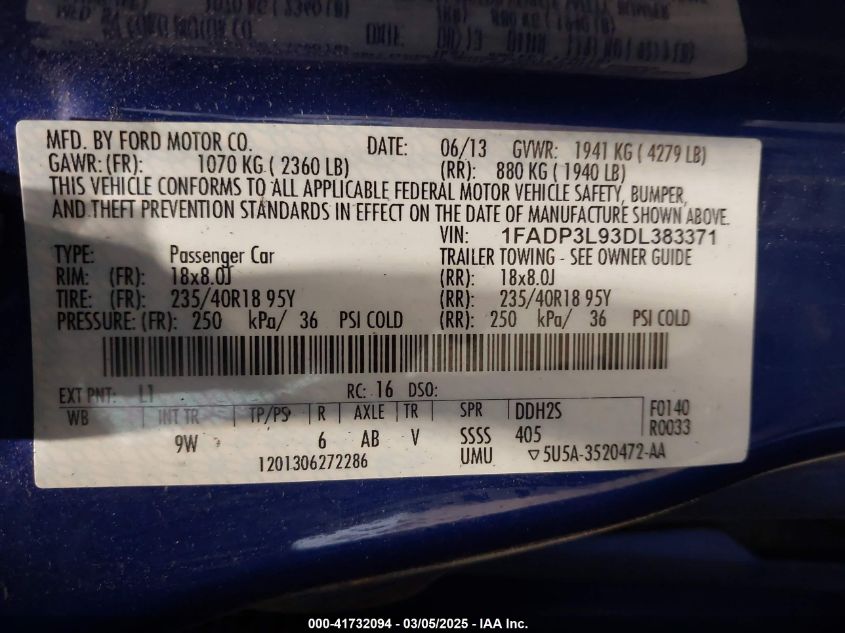 MFD. BY FORD MOTOR CO. DATE: 06/13 GVWR: 1941 KG ( 4279 LB)
GAWR: (FR): 1070 KG ( 2360 LB) (RR): 880 KG ( 1940 LB)
THIS VEHICLE CONFORMS TO ALL APPLICABLE FEDERAL MOTOR VEHICLE SAFETY, BUMPER,
AND THEFT PREVENTION STANDARDS IN EFFECT ON THE DATE OF MANUFACTURE SHOWN ABOVE.
VIN: 1FADP3L93DL383371
TYPE: Passenger Car TRAILER TOWING - SEE OWNER GUIDE
RIM: (FR): 18x8.0J (RR): 18x8.0J
TIRE: (FR): 235/40R18 95Y (RR): 235/40R18 95Y
PRESSURE: (FR): 250 kPa/ 36 PSI COLD (RR): 250 kPa/ 36 PSI COLD
EXT PNT: L1 RC: 16 DSO:
WB INT TR TP/PS R AXLE TR SPR DDH2S F0140
9W 6 AB V SSSS 405 R0033
1201306272286 UMU ▽5U5A-3520472-AA
000-41732094 - 03/05/2025 - IAA Inc.